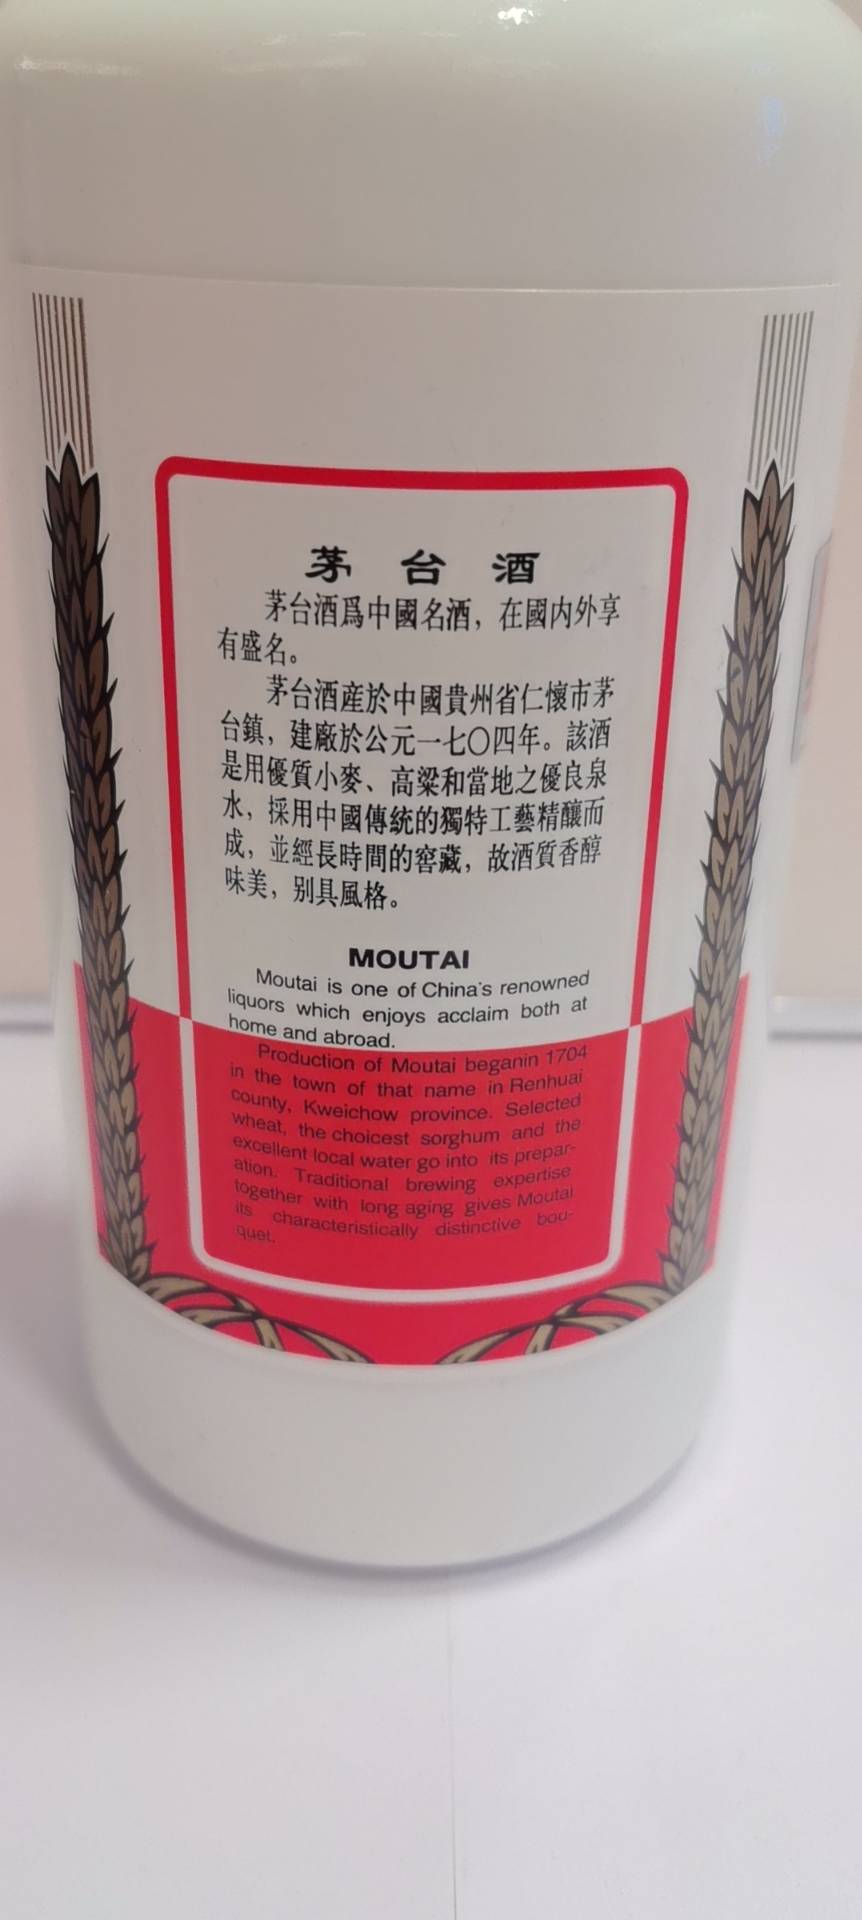 茅台酒
茅台酒爲中國名酒，在國内外享
有盛名。
茅台酒産於中國貴州省仁懷市茅
台鎮，建廠於公元一七〇四年。該酒
是用優質小麥、高粱和當地之優良泉
水，採用中國傳統的獨特工藝精釀而
成，並經長時間的窖藏，故酒質香醇
味美，别具風格。
MOUTAI
Moutai is one of China's renowned
liquors which enjoys acclaim both at
home and abroad.
Production of Moutai beganin 1704
in the town of that name in Renhuai
county, Kweichow province. Selected
wheat, the choicest sorghum and the
excellent local water go into its prepar-
ation. Traditional brewing expertise
together with long aging gives Moutai
its characteristically distinctive bou-
quet.